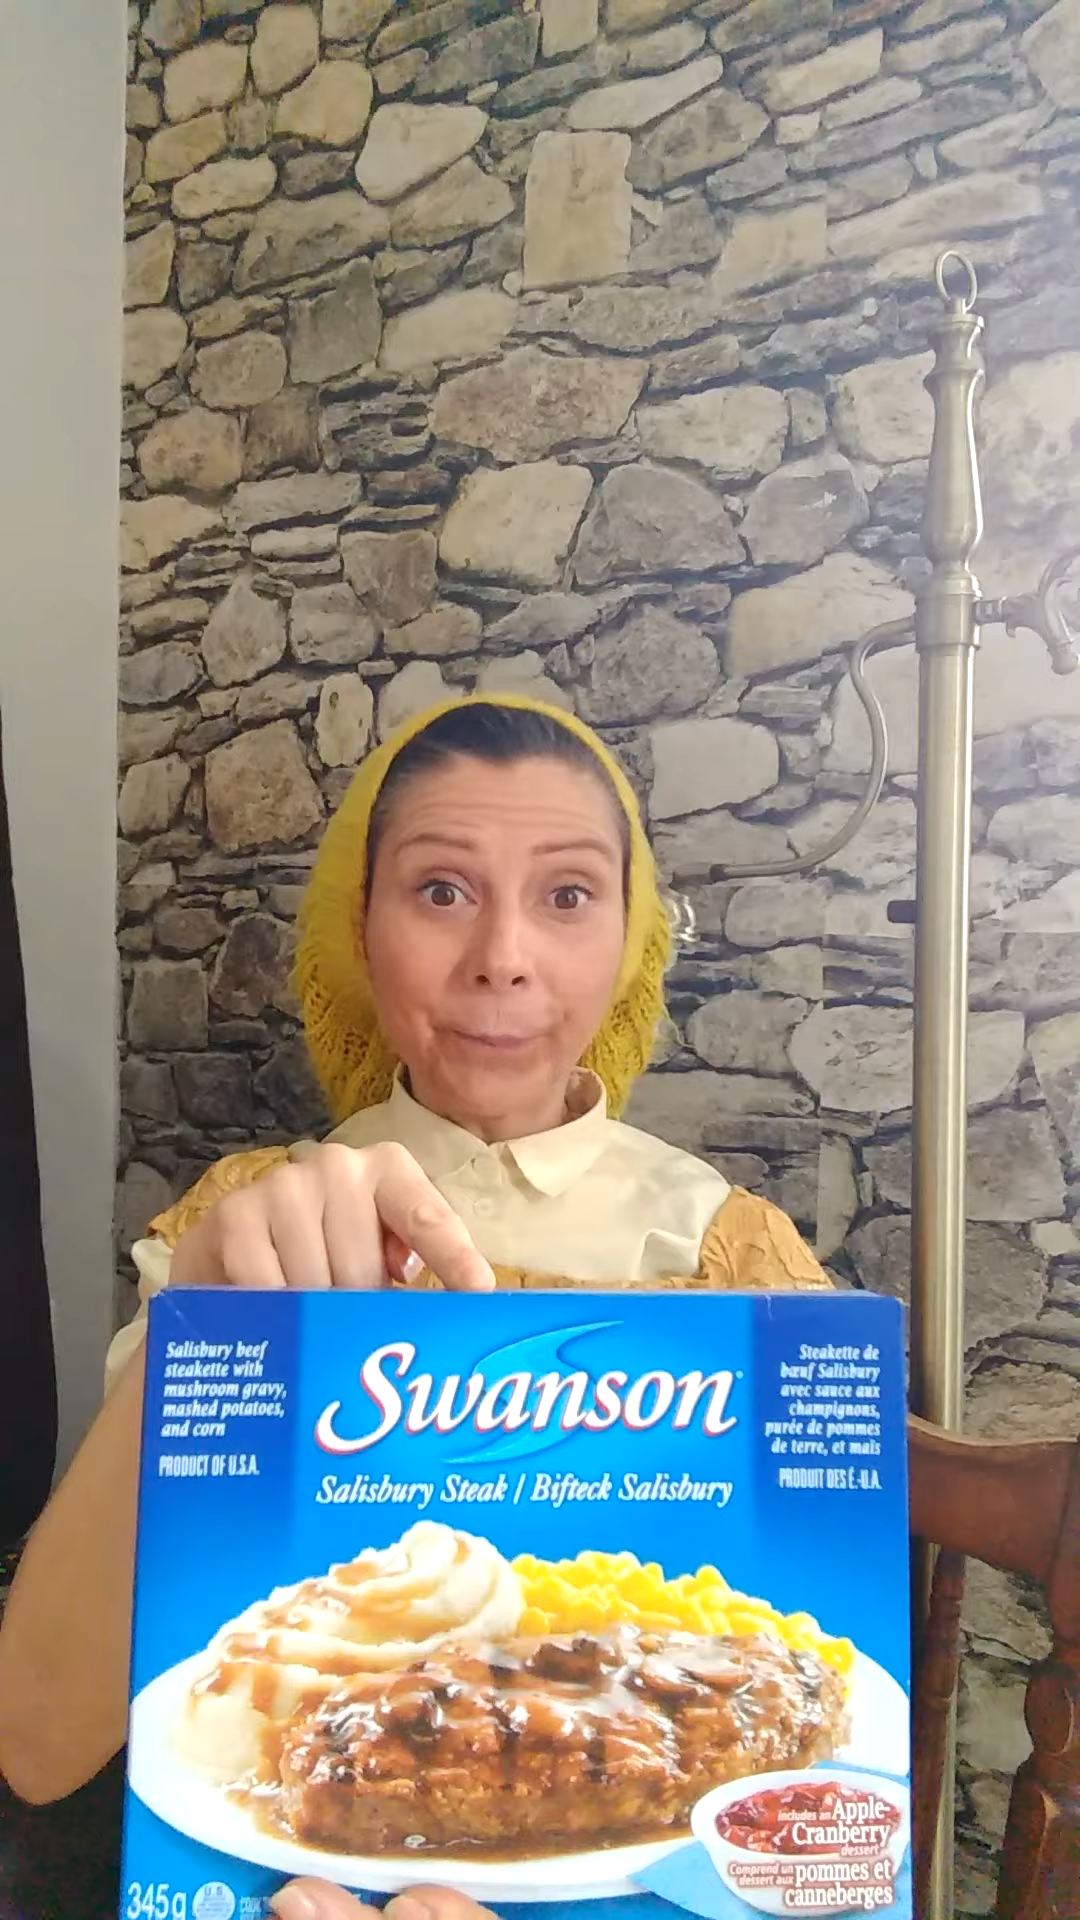 Salisbury beef
steakette with
mushroom gravy,
mashed potatoes,
and corn
PRODUCT OF U.S.A.
Swanson
Salisbury Steak / Bifteck Salisbury
Steakette de
bœuf Salisbury
avec sauce aux
champignons,
purée de pommes
de terre, et maïs
PRODUIT DES É.-U.A.
includes an Apple-
Cranberry
dessert
Comprend un
dessert aux pommes et
canneberges
345g
U.S.